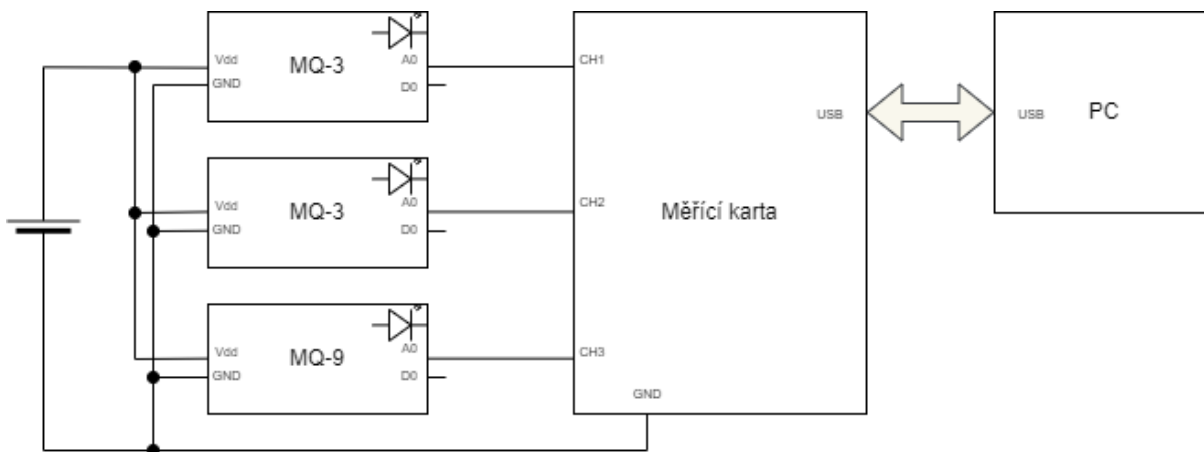 Vdd
GND
MQ-3
A0
D0
CH1
USB
USB
PC
Vdd
GND
MQ-3
A0
D0
CH2
Měřící karta
Vdd
GND
MQ-9
A0
D0
CH3
GND